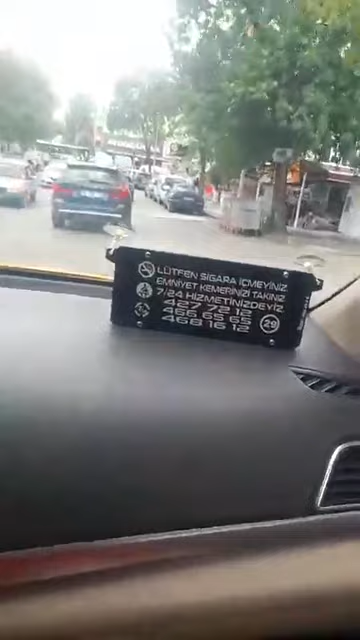 LÜTFEN SİGARA İÇMEYİNİZ
EMNİYET KEMERİNİZİ TAKINIZ
7/24 HİZMETİNİZDEYİZ
427 72 12
465 65 65
468 16 12
29